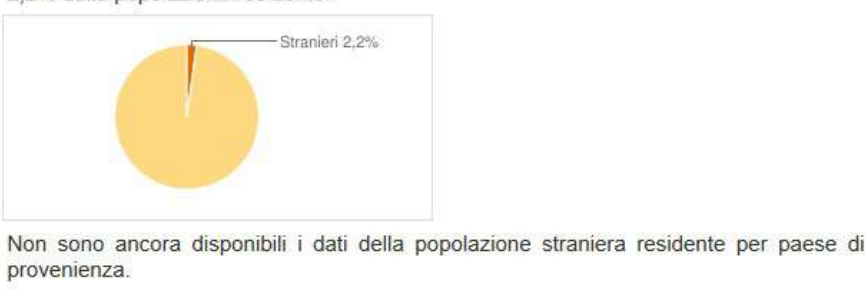 Stranieri 2,2%
Non sono ancora disponibili i dati della popolazione straniera residente per paese di
provenienza.